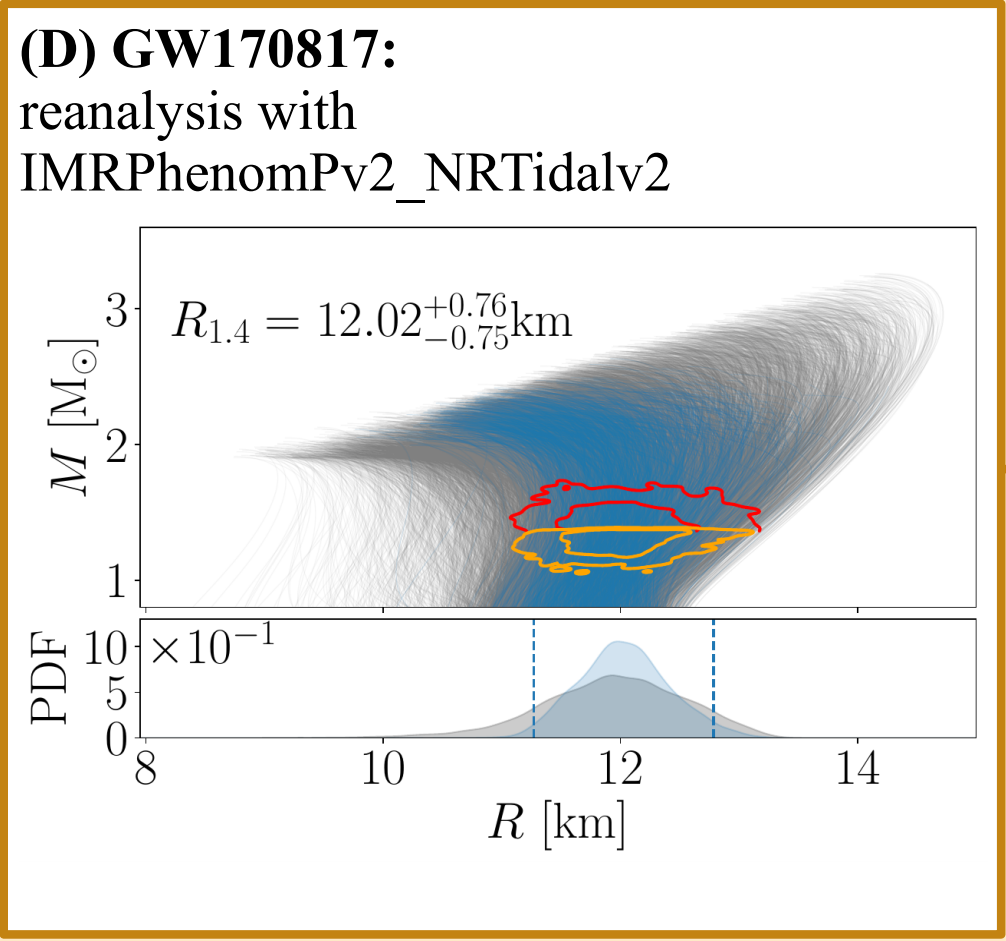 (D) GW170817:
reanalysis with
IMRPhenomPv2_NRTidalv2
R₁.₄ = 12.02⁺⁰·⁷⁶₋₀.₇₅km
M [M⊙]
3
2
1
PDF
×10⁻¹
10
5
0
8 10 12 14
R [km]